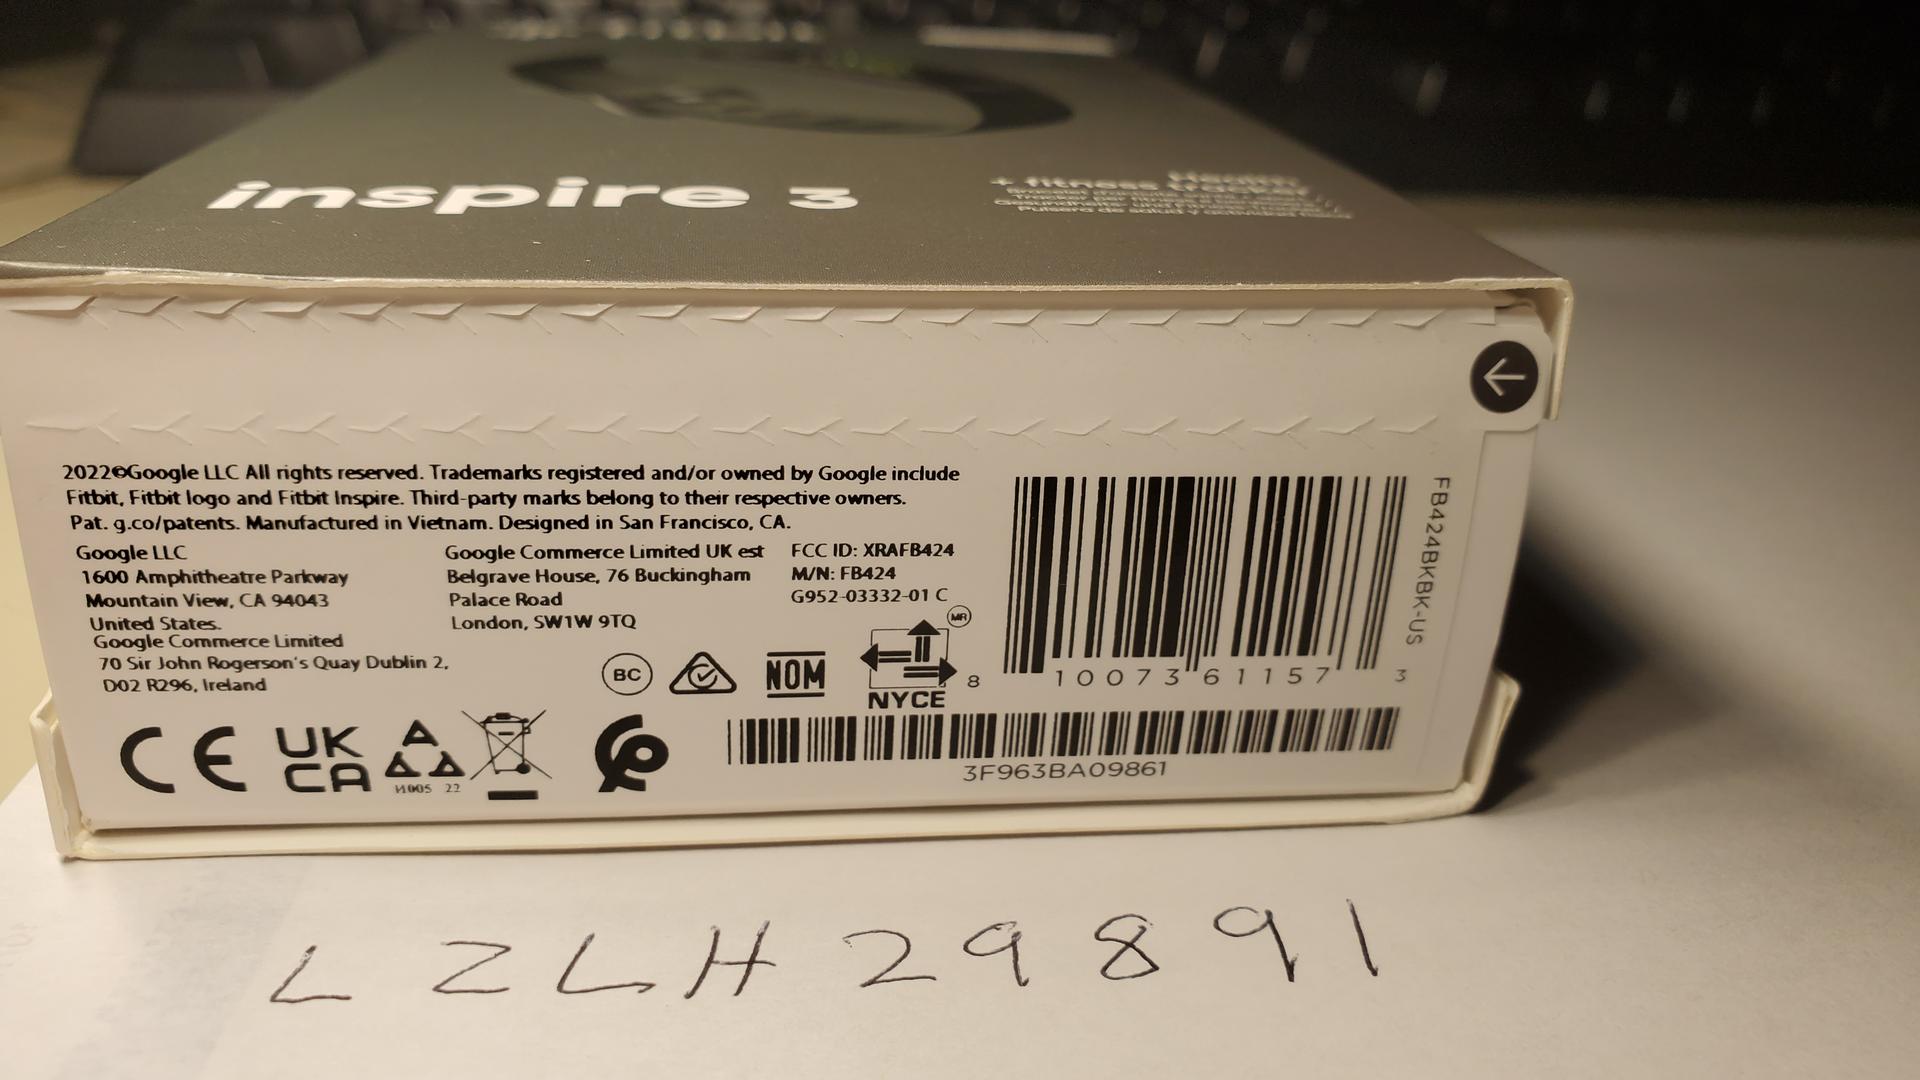 inspire 3
+ fitness tracker
2022©Google LLC All rights reserved. Trademarks registered and/or owned by Google include
Fitbit, Fitbit logo and Fitbit Inspire. Third-party marks belong to their respective owners.
Pat. g.co/patents. Manufactured in Vietnam. Designed in San Francisco, CA.
Google LLC
1600 Amphitheatre Parkway
Mountain View, CA 94043
United States.
Google Commerce Limited
70 Sir John Rogerson's Quay Dublin 2,
D02 R296, Ireland
Google Commerce Limited UK est
Belgrave House, 76 Buckingham
Palace Road
London, SW1W 9TQ
FCC ID: XRAFB424
M/N: FB424
G952-03332-01 C
BC
NOM
MR
NYCE
8 10073 61157 3
FB424BKBK-US
CE
UK
CA
22
3F963BA09861
LZLH29891